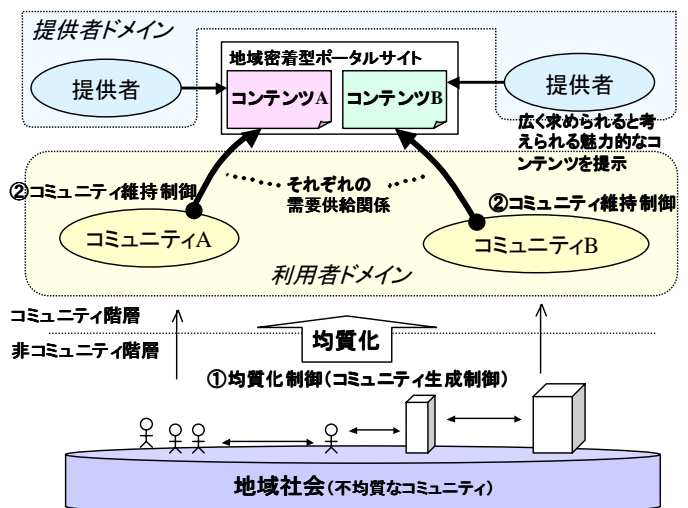 提供者ドメイン
地域密着型ポータルサイト
提供者
コンテンツA
コンテンツB
提供者
広く求められると考
えられる魅力的なコ
ンテンツを提示
②コミュニティ維持制御
それぞれの
需要供給関係
②コミュニティ維持制御
コミュニティA
コミュニティB
利用者ドメイン
コミュニティ階層
非コミュニティ階層
均質化
①均質化制御(コミュニティ生成制御)
地域社会(不均質なコミュニティ)